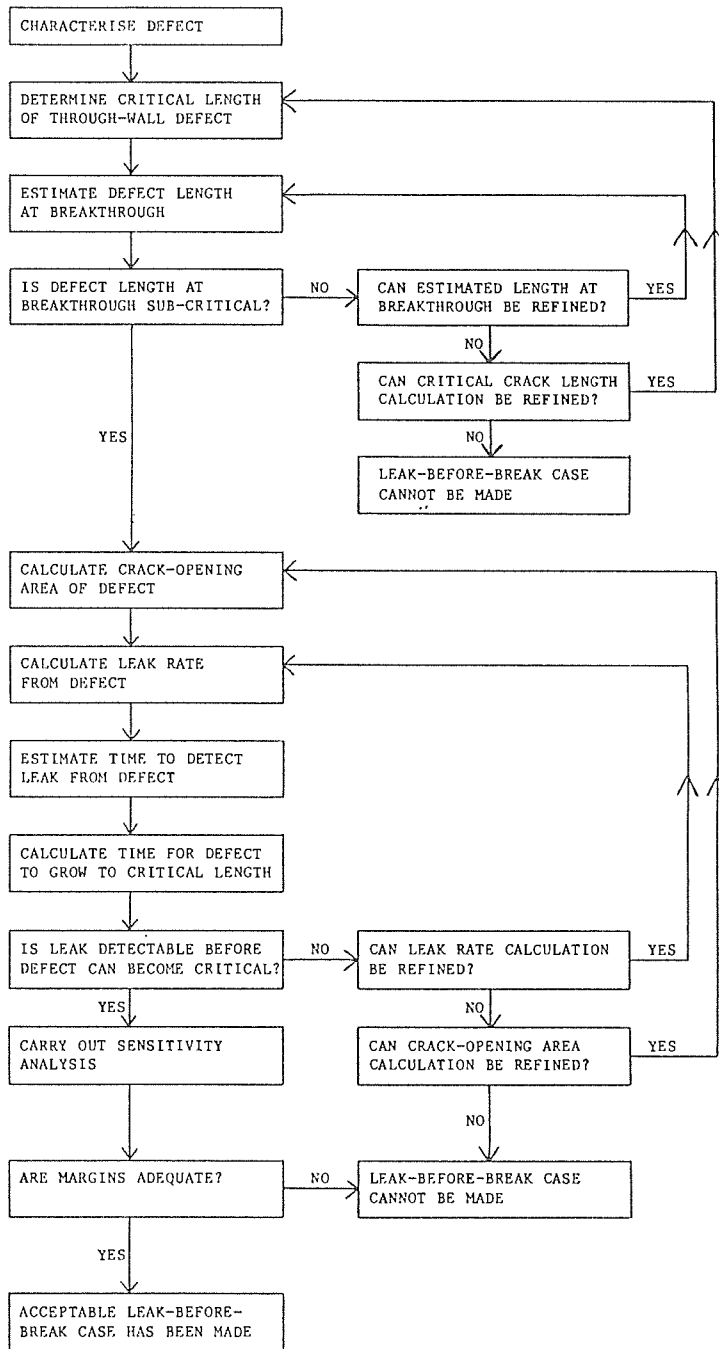 CHARACTERISE DEFECT
DETERMINE CRITICAL LENGTH
OF THROUGH-WALL DEFECT
ESTIMATE DEFECT LENGTH
AT BREAKTHROUGH
IS DEFECT LENGTH AT
BREAKTHROUGH SUB-CRITICAL?
NO
CAN ESTIMATED LENGTH AT
BREAKTHROUGH BE REFINED?
YES
NO
CAN CRITICAL CRACK LENGTH
CALCULATION BE REFINED?
YES
NO
LEAK-BEFORE-BREAK CASE
CANNOT BE MADE
YES
CALCULATE CRACK-OPENING
AREA OF DEFECT
CALCULATE LEAK RATE
FROM DEFECT
ESTIMATE TIME TO DETECT
LEAK FROM DEFECT
CALCULATE TIME FOR DEFECT
TO GROW TO CRITICAL LENGTH
IS LEAK DETECTABLE BEFORE
DEFECT CAN BECOME CRITICAL?
NO
CAN LEAK RATE CALCULATION
BE REFINED?
YES
YES
NO
CARRY OUT SENSITIVITY
ANALYSIS
CAN CRACK-OPENING AREA
CALCULATION BE REFINED?
YES
NO
ARE MARGINS ADEQUATE?
NO
LEAK-BEFORE-BREAK CASE
CANNOT BE MADE
YES
ACCEPTABLE LEAK-BEFORE-
BREAK CASE HAS BEEN MADE